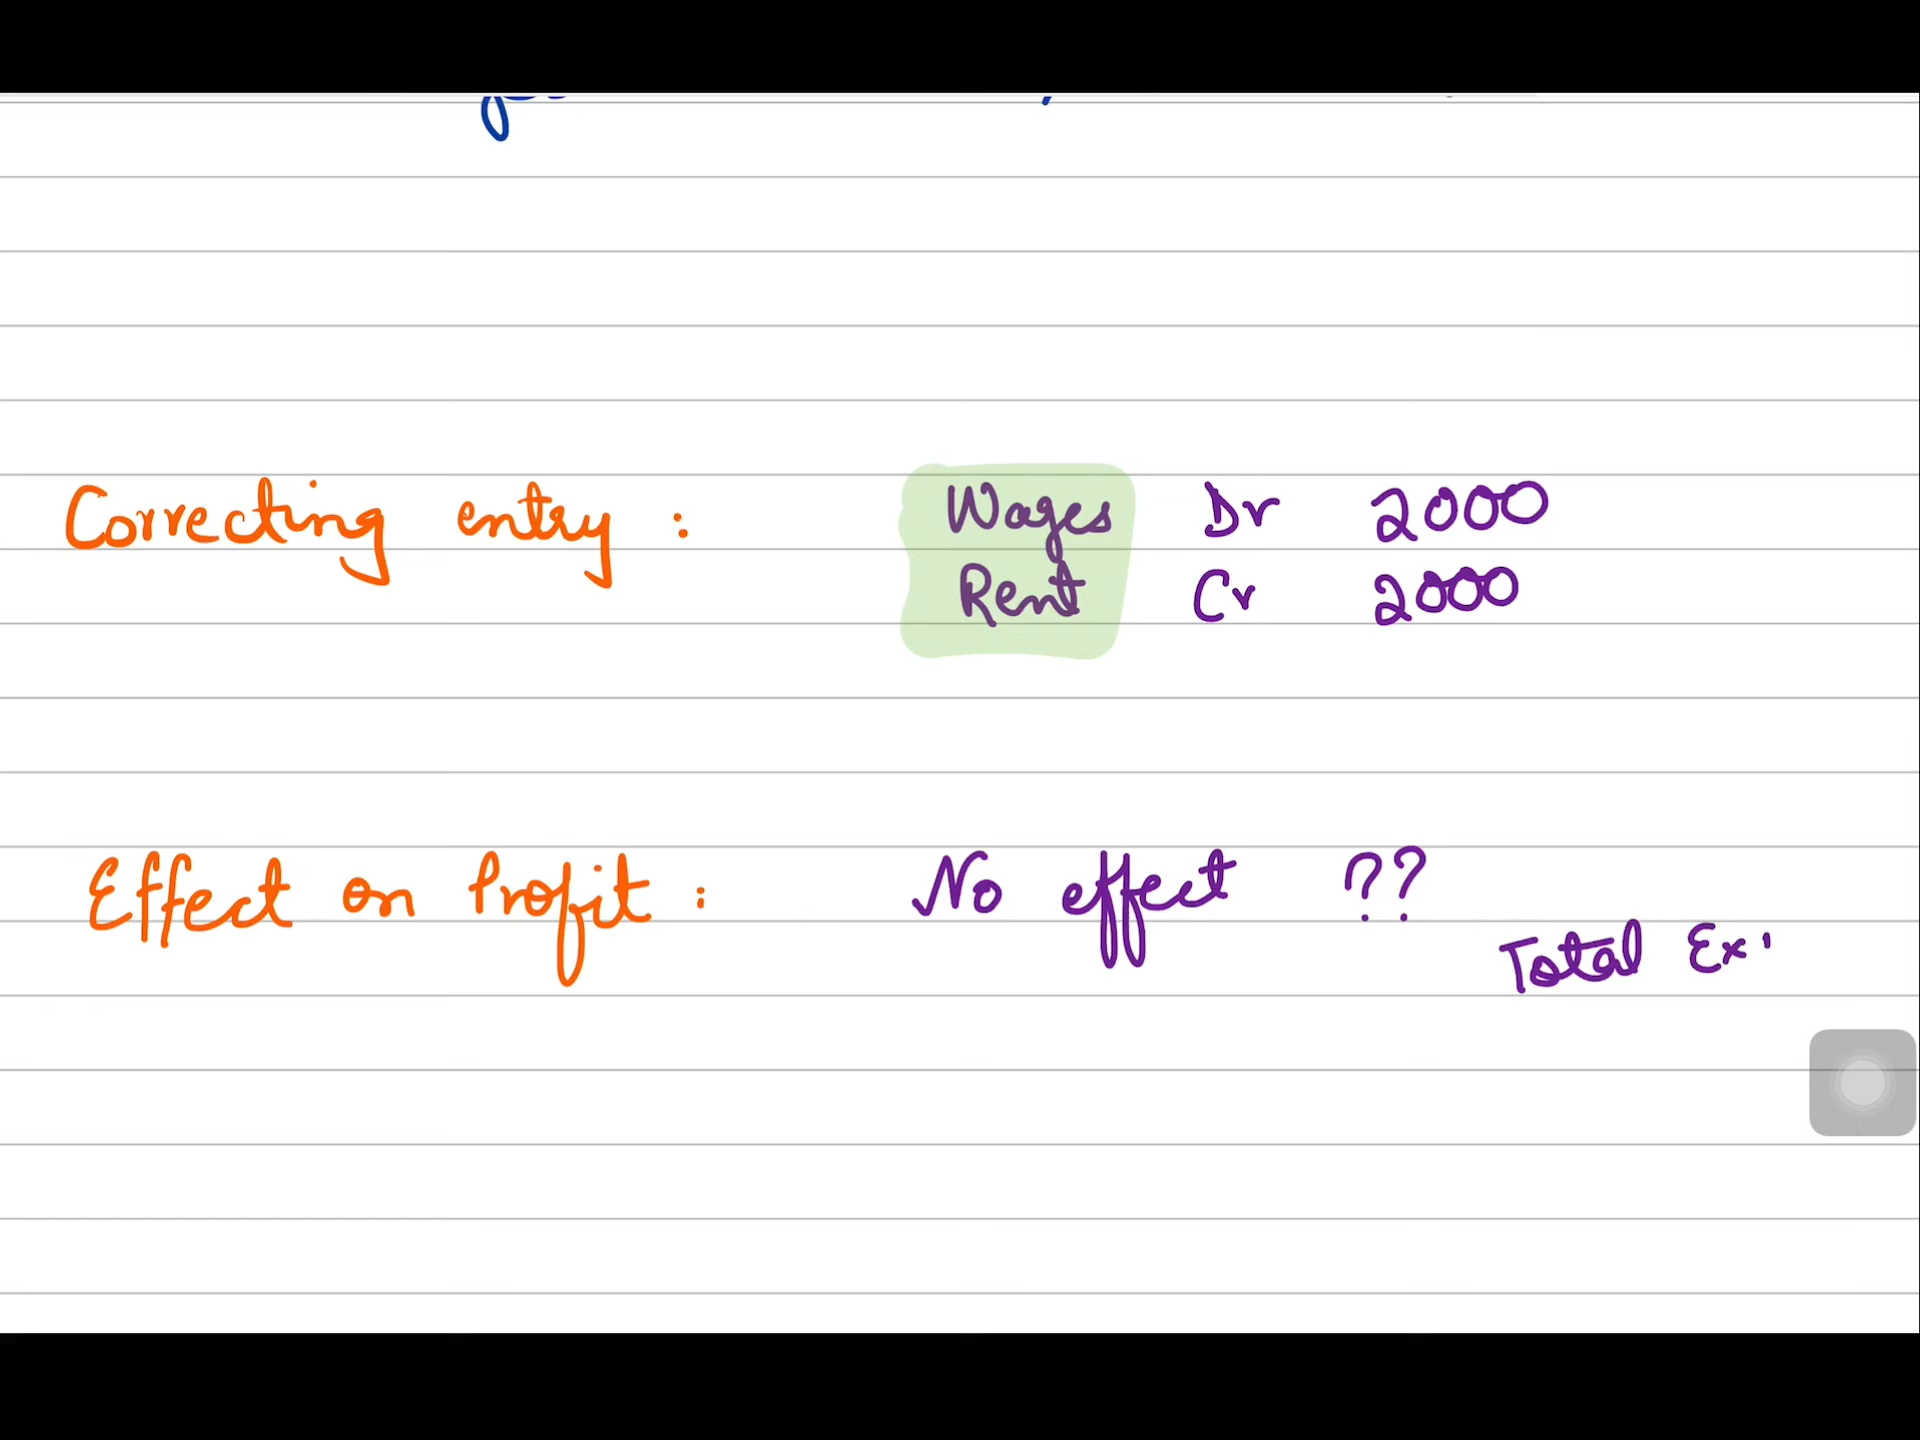 Correcting entry : Wages Dr 2000
Rent Cr 2000
Effect on Profit : No effect ??
Total Ex